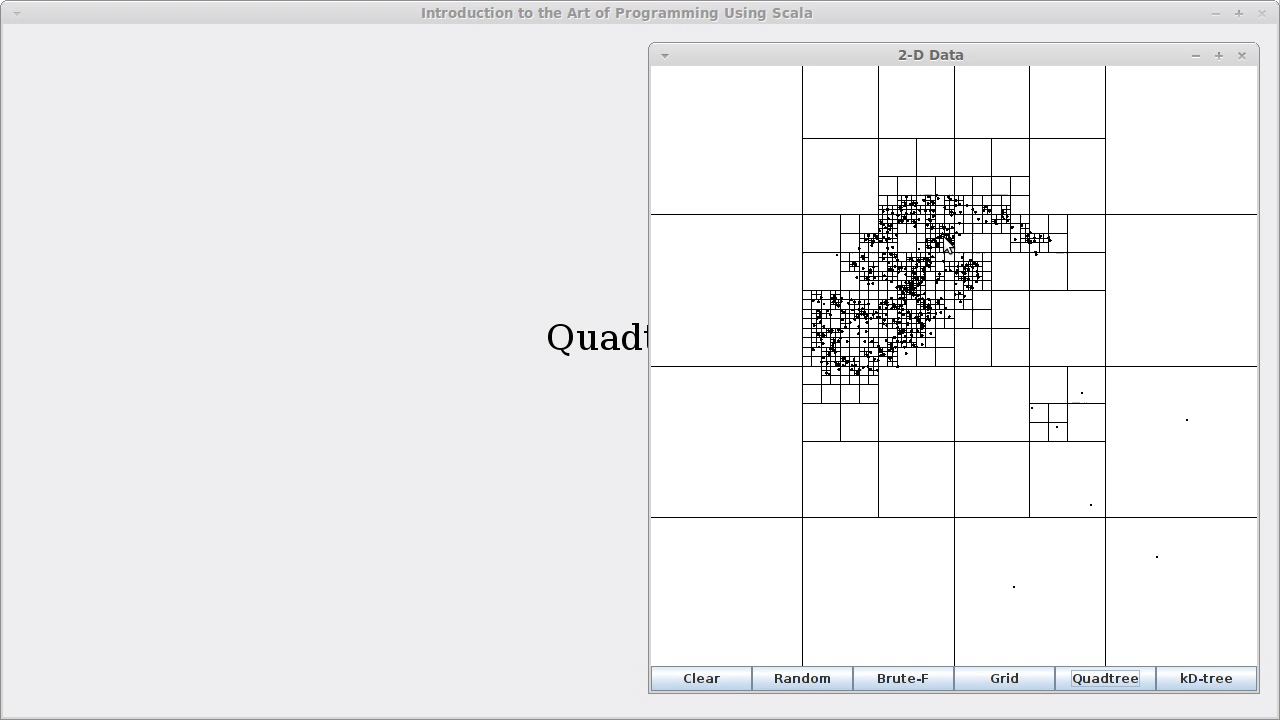 Introduction to the Art of Programming Using Scala
2-D Data
Quadt
Clear Random Brute-F Grid Quadtree kD-tree